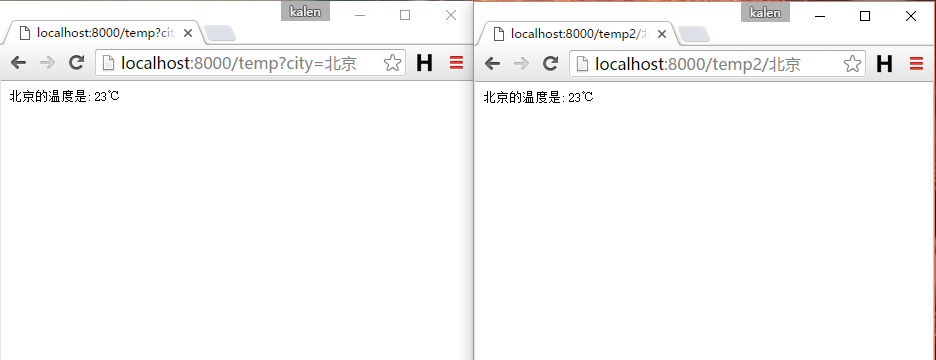 kalen
localhost:8000/temp?cit
localhost:8000/temp?city=北京
H
北京的温度是: 23℃
kalen
localhost:8000/temp2/
localhost:8000/temp2/北京
H
北京的温度是: 23℃